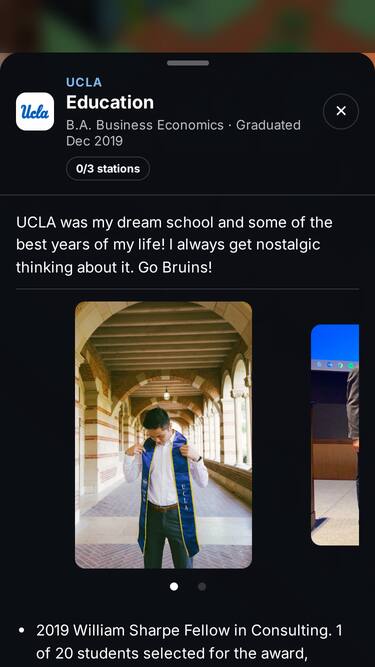 UCLA
Ucla
Education
B.A. Business Economics · Graduated
Dec 2019
0/3 stations
UCLA was my dream school and some of the
best years of my life! I always get nostalgic
thinking about it. Go Bruins!
UCLA
• 2019 William Sharpe Fellow in Consulting. 1
of 20 students selected for the award,